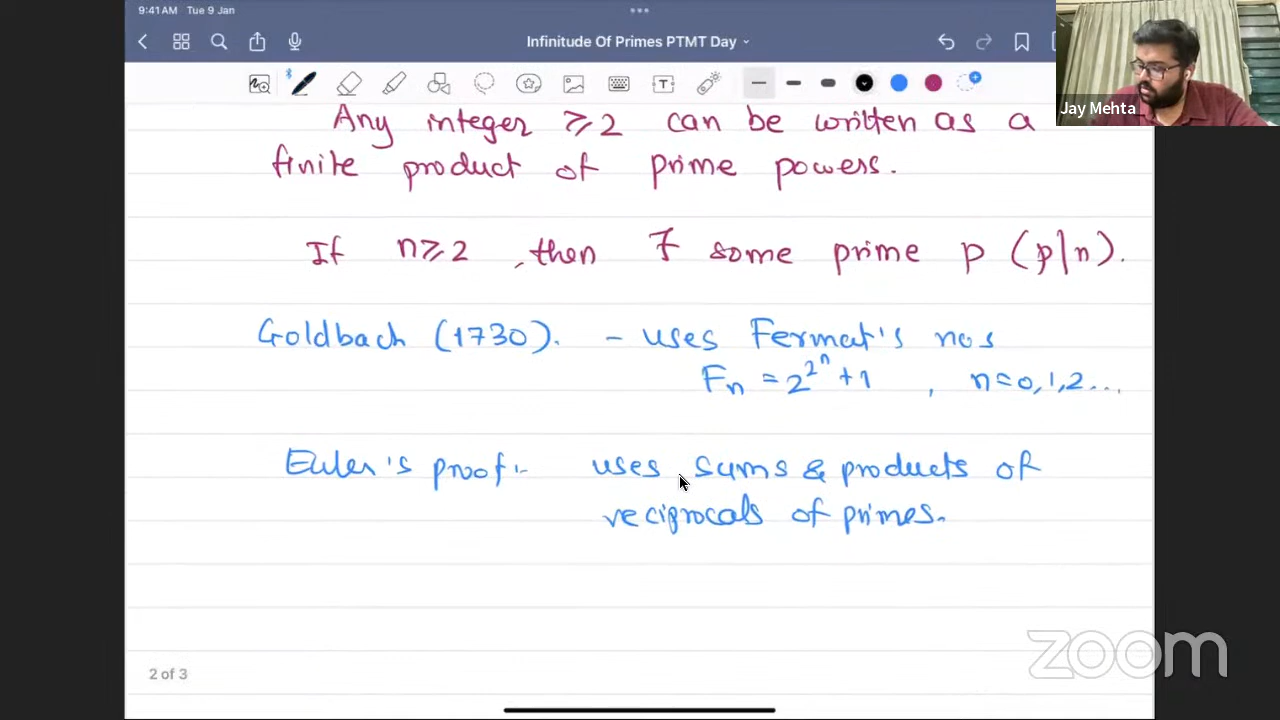 9:41 AM Tue 9 Jan
Infinitude Of Primes PTMT Day
Jay Mehta
Any integer ≥2 can be written as a
finite product of prime powers.
If n≥2, then ∃ some prime p (p|n).
Goldbach (1730). - uses Fermat's nos
Fn = 2^2^n + 1 , n=0,1,2...
Euler's proof:- uses sums & products of
reciprocals of primes.
zoom
2 of 3